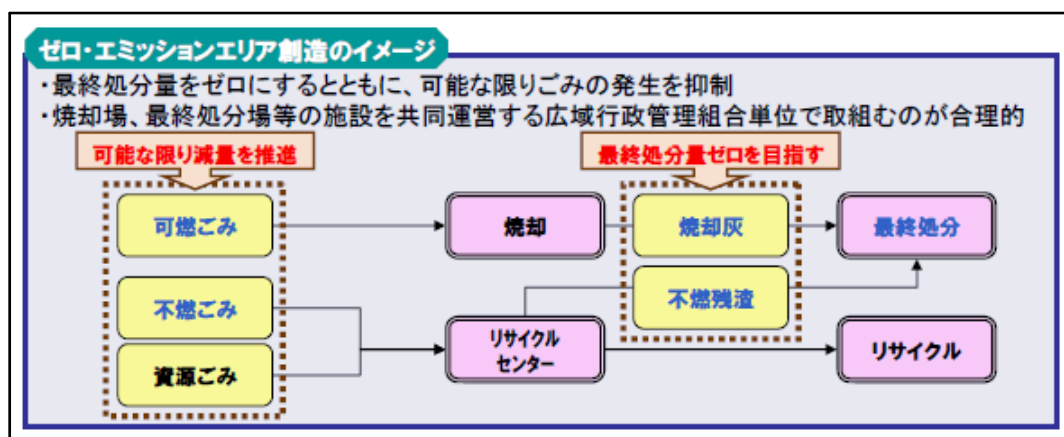 ゼロ・エミッションエリア創造のイメージ
・最終処分量をゼロにするとともに、可能な限りごみの発生を抑制
・焼却場、最終処分場等の施設を共同運営する広域行政管理組合単位で取組むのが合理的
可能な限り減量を推進
最終処分量ゼロを目指す
可燃ごみ
焼却
焼却灰
最終処分
不燃ごみ
不燃残渣
資源ごみ
リサイクル
センター
リサイクル